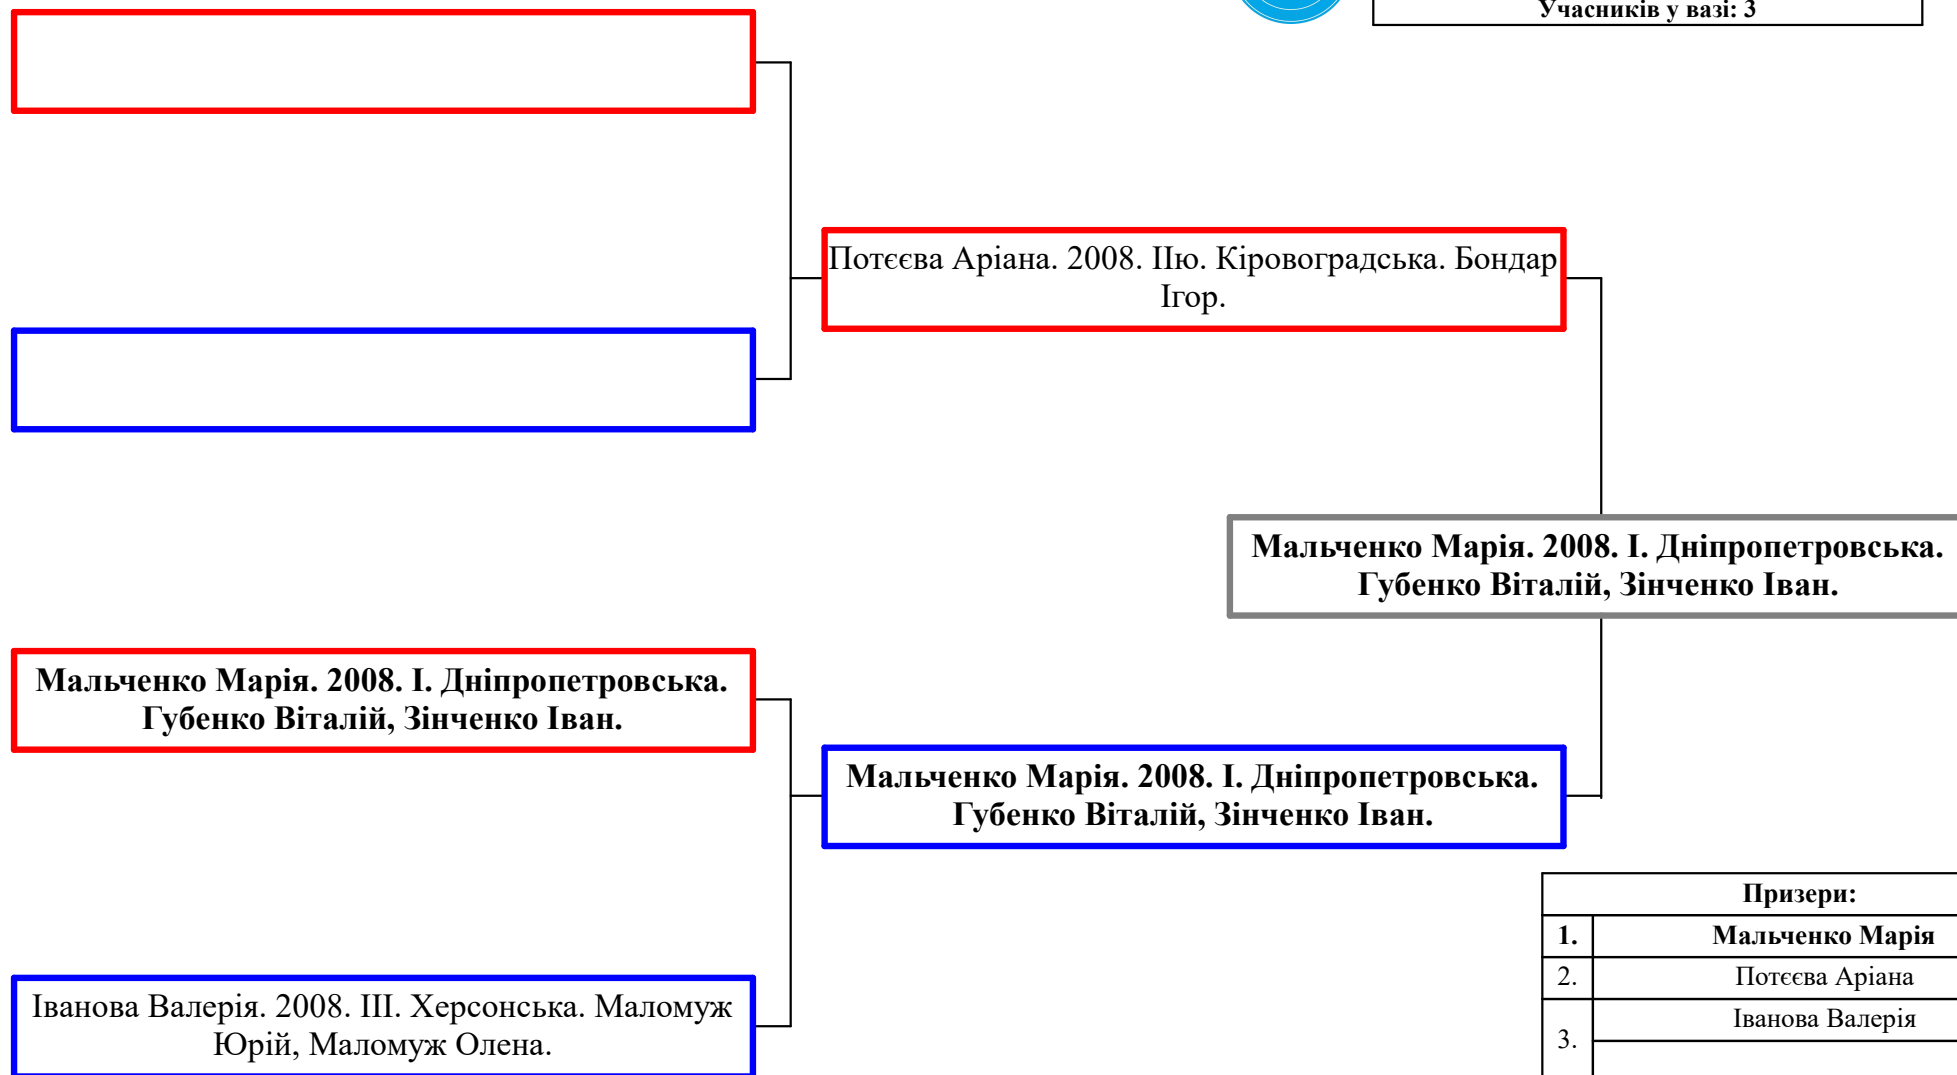 Учасників у вазі: 3
Потєєва Аріана. 2008. ІІю. Кіровоградська. Бондар
Ігор.
Мальченко Марія. 2008. І. Дніпропетровська.
Губенко Віталій, Зінченко Іван.
Мальченко Марія. 2008. І. Дніпропетровська.
Губенко Віталій, Зінченко Іван.
Мальченко Марія. 2008. І. Дніпропетровська.
Губенко Віталій, Зінченко Іван.
Іванова Валерія. 2008. ІІІ. Херсонська. Маломуж
Юрій, Маломуж Олена.
Призери:
1. Мальченко Марія
2. Потєєва Аріана
3. Іванова Валерія